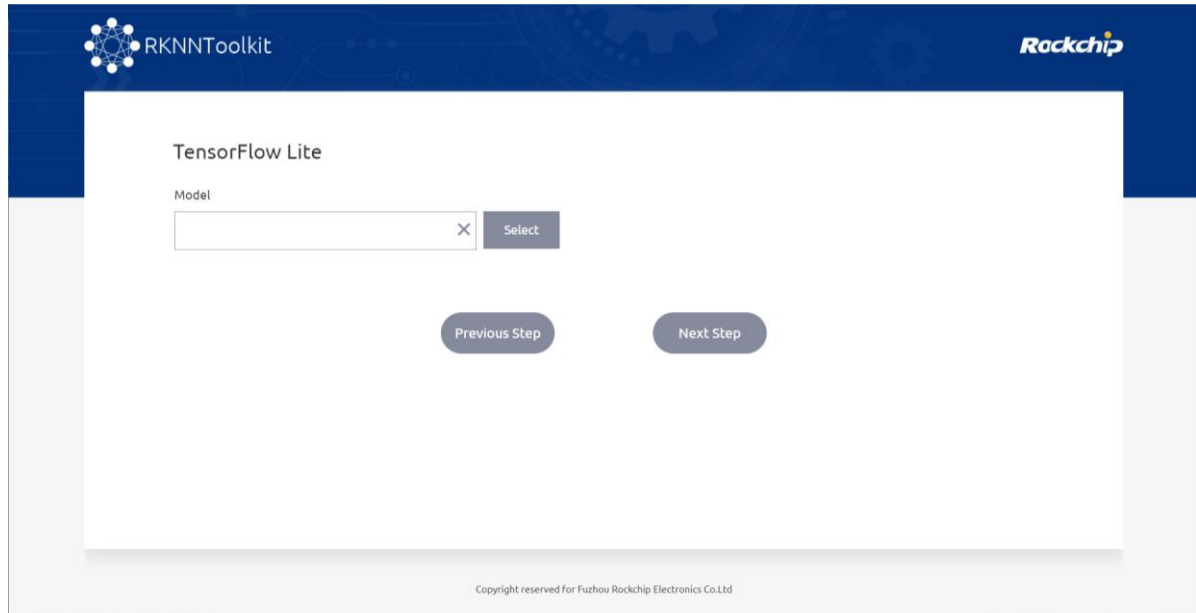 RKNNToolkit
Rockchip
TensorFlow Lite
Model
Select
Previous Step
Next Step
Copyright reserved for Fuzhou Rockchip Electronics Co.Ltd